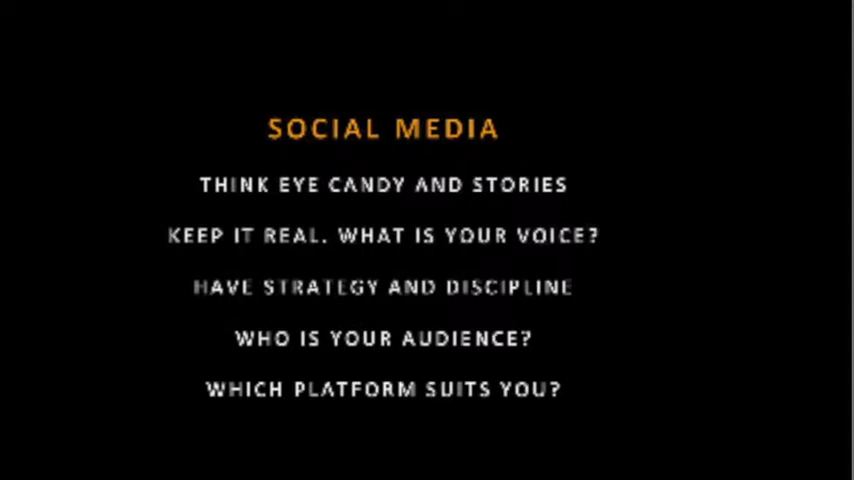 SOCIAL MEDIA
THINK EYE CANDY AND STORIES
KEEP IT REAL. WHAT IS YOUR VOICE?
HAVE STRATEGY AND DISCIPLINE
WHO IS YOUR AUDIENCE?
WHICH PLATFORM SUITS YOU?